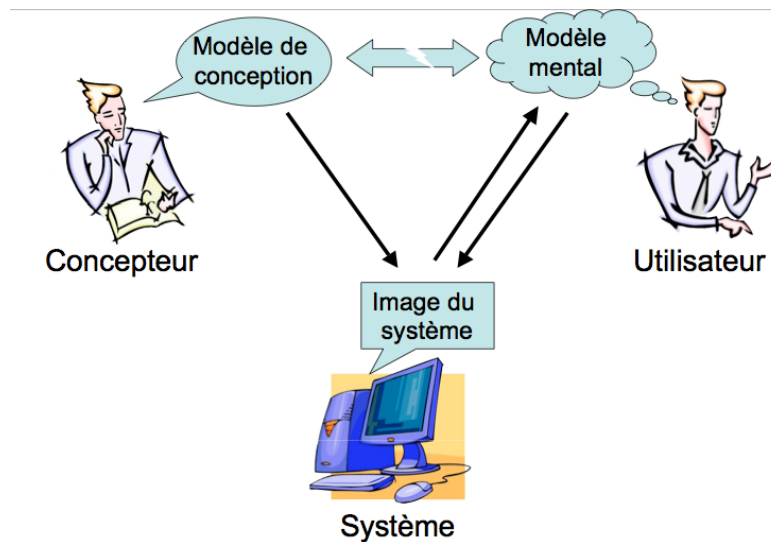 Modèle de
conception
Modèle
mental
Concepteur
Utilisateur
Image du
système
Système